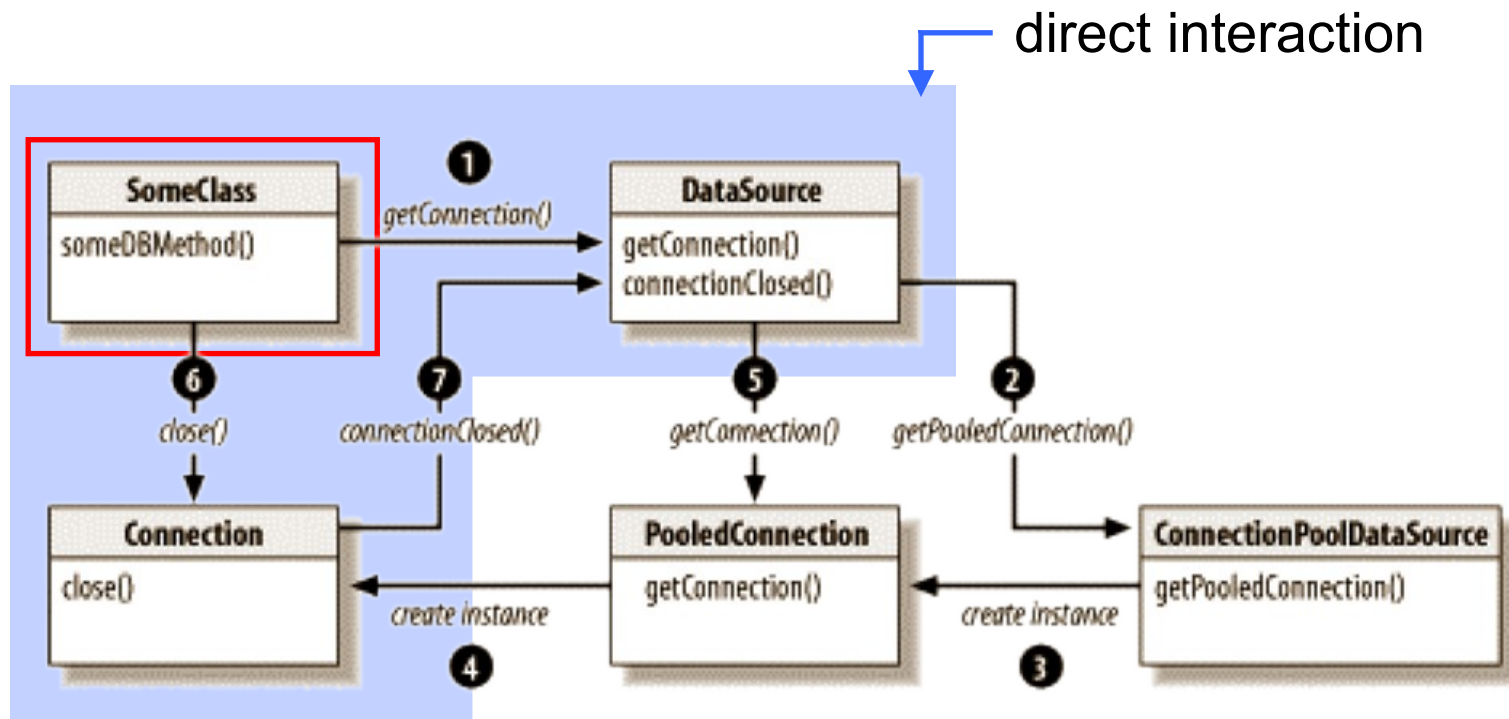 direct interaction
1
SomeClass
DataSource
getConnection()
someDBMethod()
getConnection()
connectionClosed()
6
7
5
2
close()
connectionClosed()
getConnection()
getPooledConnection()
Connection
PooledConnection
ConnectionPoolDataSource
close()
getConnection()
getPooledConnection()
create instance
create instance
4
3